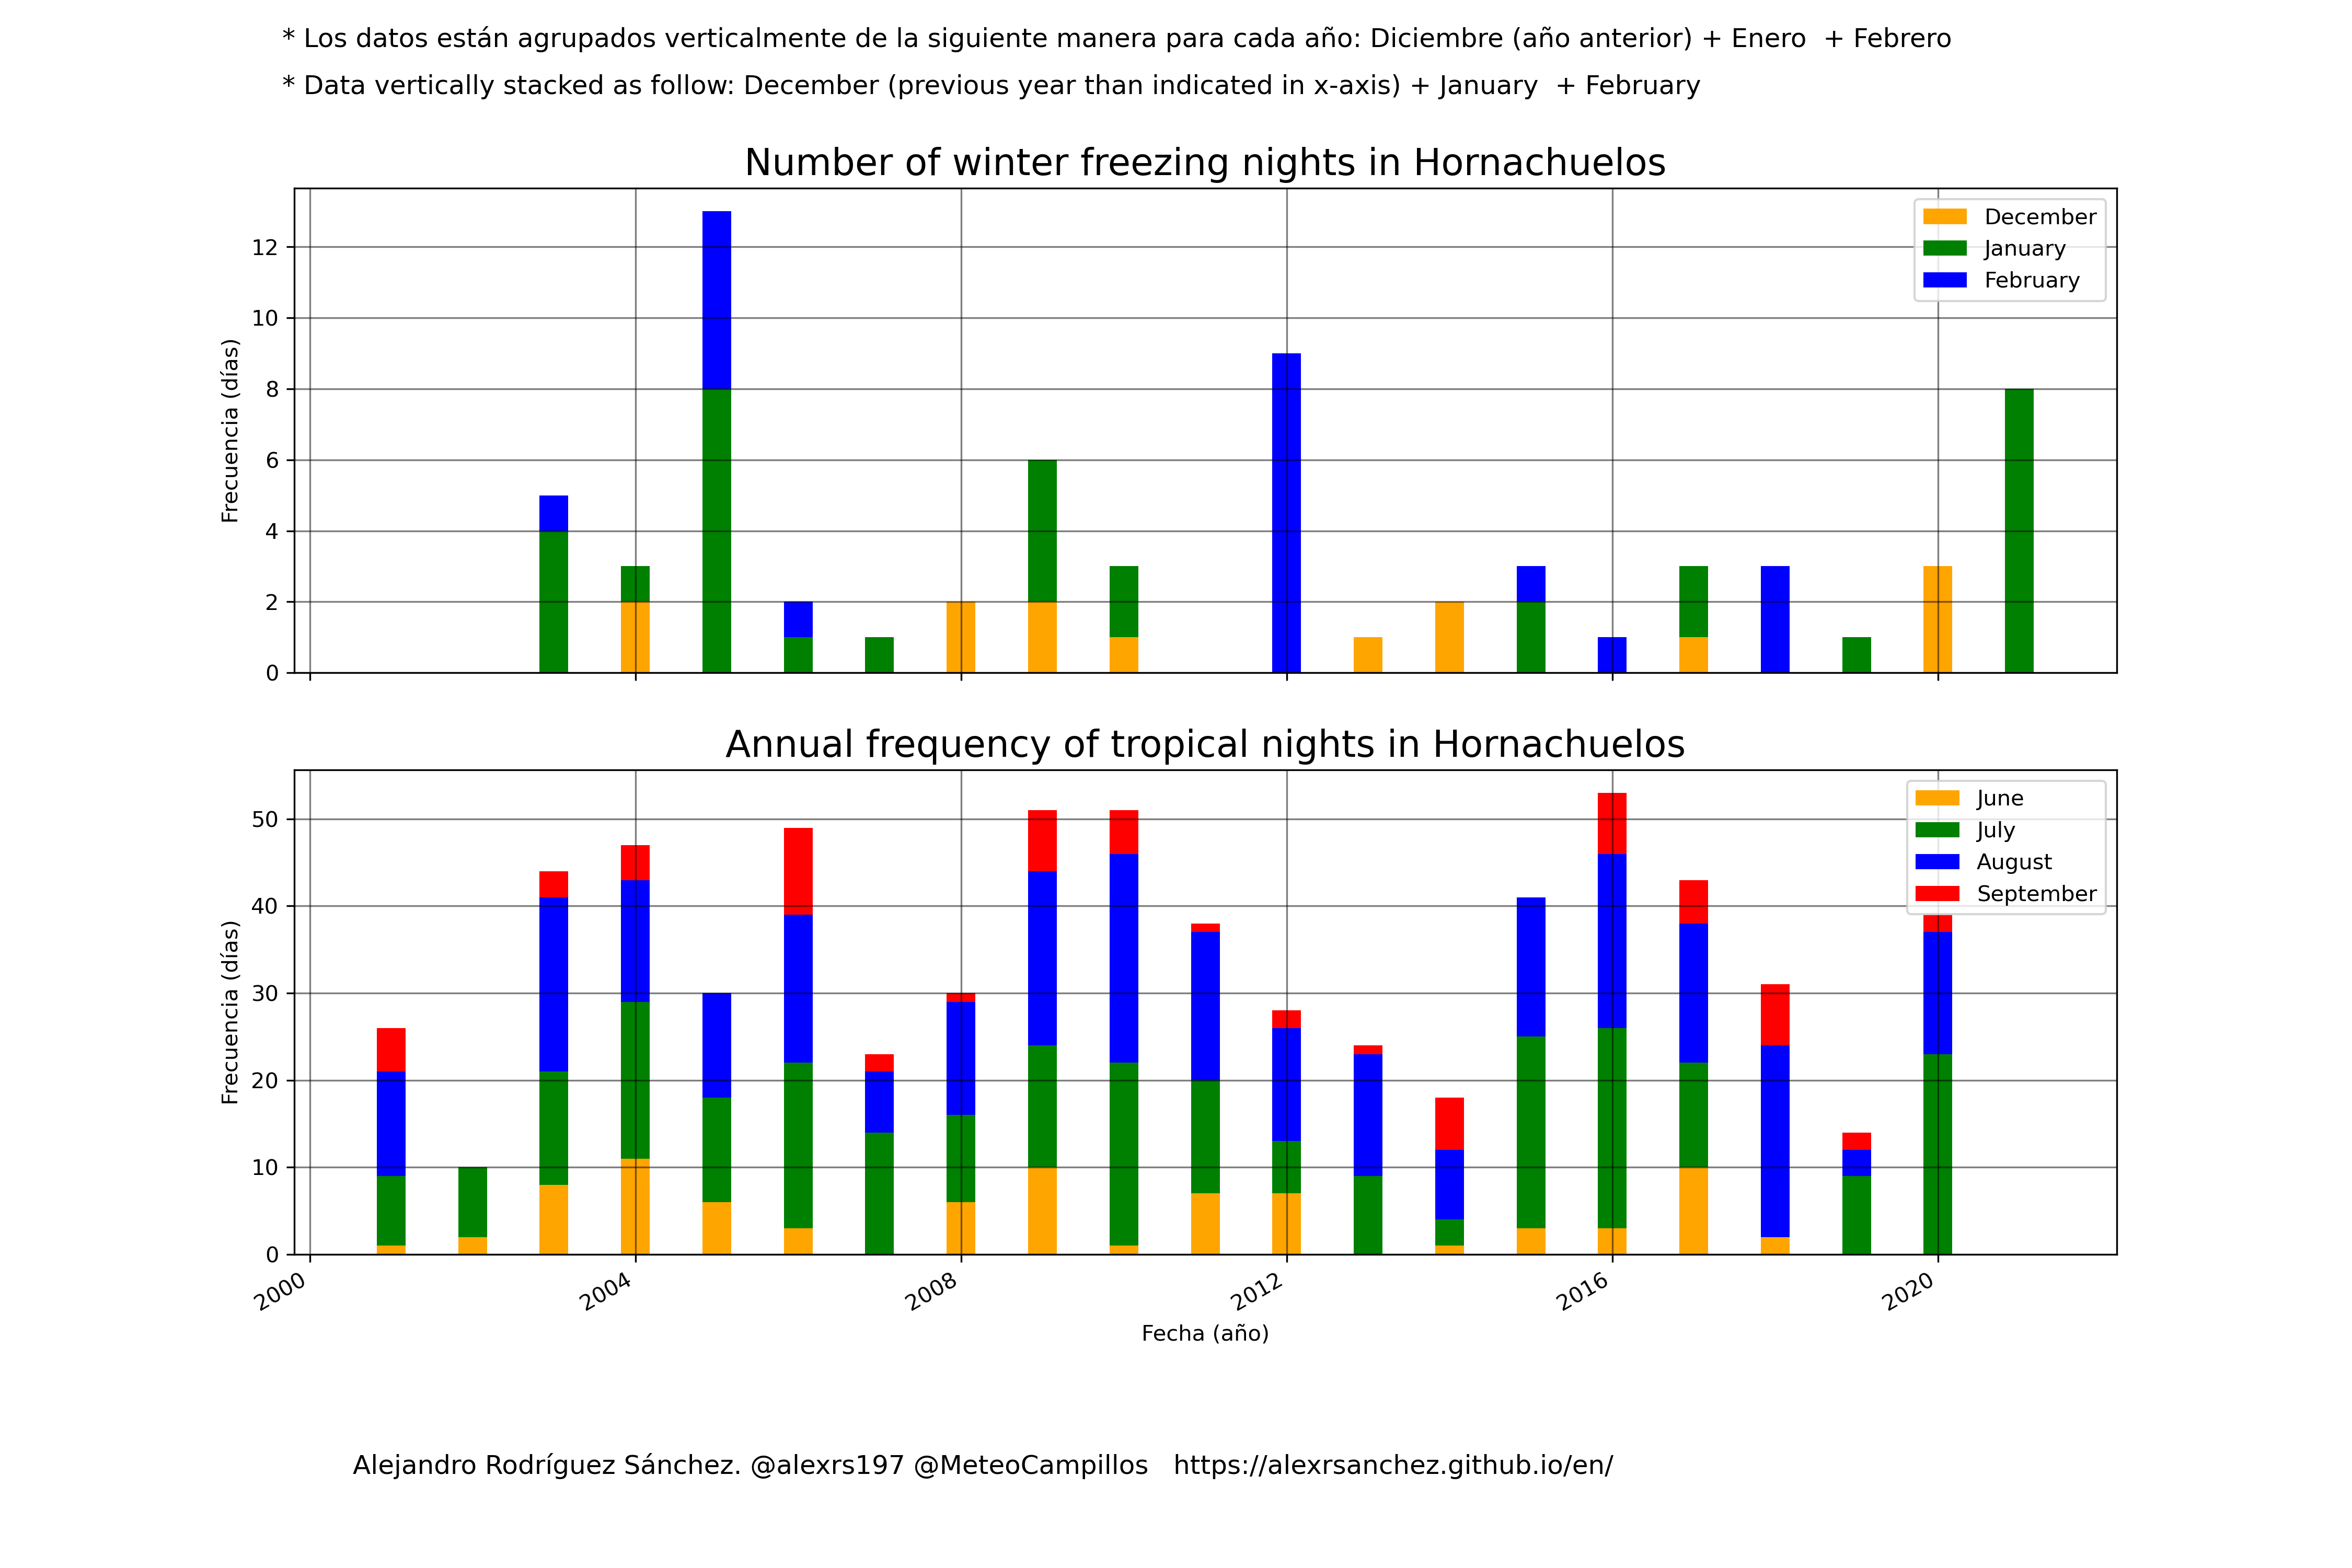 * Los datos están agrupados verticalmente de la siguiente manera para cada año: Diciembre (año anterior) + Enero  + Febrero
* Data vertically stacked as follow: December (previous year than indicated in x-axis) + January  + February
Number of winter freezing nights in Hornachuelos
12
10
8
6
4
2
0
Frecuencia (días)
December
January
February
Annual frequency of tropical nights in Hornachuelos
50
40
30
20
10
0
Frecuencia (días)
June
July
August
September
2000
2004
2008
2012
2016
2020
Fecha (año)
Alejandro Rodríguez Sánchez. @alexrs197 @MeteoCampillos   https://alexrsanchez.github.io/en/